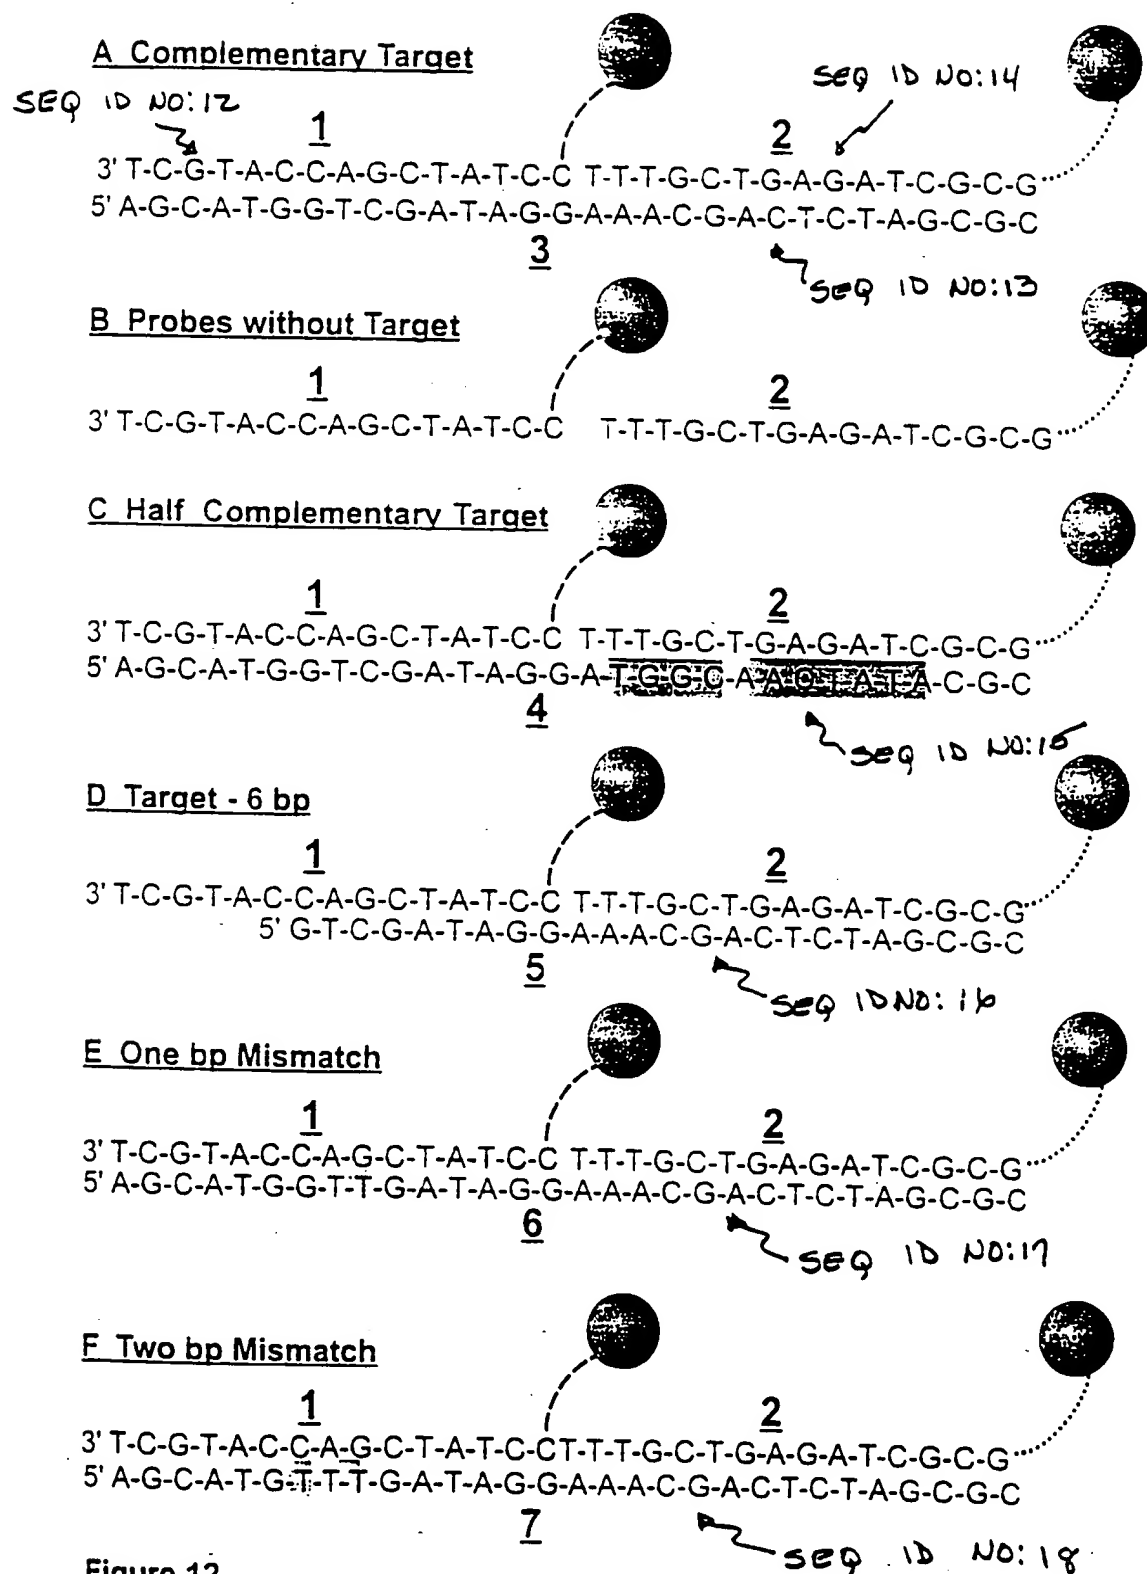 A Complementary Target
SEQ ID NO:12
SEQ ID NO:14
1
2
3' T-C-G-T-A-C-C-A-G-C-T-A-T-C-C T-T-T-G-C-T-G-A-G-A-T-C-G-C-G
5' A-G-C-A-T-G-G-T-C-G-A-T-A-G-G-A-A-A-C-G-A-C-T-C-T-A-G-C-G-C
3
SEQ ID NO:13
B Probes without Target
1
2
3' T-C-G-T-A-C-C-A-G-C-T-A-T-C-C T-T-T-G-C-T-G-A-G-A-T-C-G-C-G
C Half Complementary Target
1
2
3' T-C-G-T-A-C-C-A-G-C-T-A-T-C-C T-T-T-G-C-T-G-A-G-A-T-C-G-C-G
5' A-G-C-A-T-G-G-T-C-G-A-T-A-G-G-A-T-G-G-C-A-A-C-T-A-T-A-C-G-C
4
SEQ ID NO:15
D Target - 6 bp
1
2
3' T-C-G-T-A-C-C-A-G-C-T-A-T-C-C T-T-T-G-C-T-G-A-G-A-T-C-G-C-G
5' G-T-C-G-A-T-A-G-G-A-A-A-C-G-A-C-T-C-T-A-G-C-G-C
5
SEQ ID NO:16
E One bp Mismatch
1
2
3' T-C-G-T-A-C-C-A-G-C-T-A-T-C-C T-T-T-G-C-T-G-A-G-A-T-C-G-C-G
5' A-G-C-A-T-G-G-T-T-G-A-T-A-G-G-A-A-A-C-G-A-C-T-C-T-A-G-C-G-C
6
SEQ ID NO:17
F Two bp Mismatch
1
2
3' T-C-G-T-A-C-C-A-G-C-T-A-T-C-C T-T-T-G-C-T-G-A-G-A-T-C-G-C-G
5' A-G-C-A-T-G-T-T-T-G-A-T-A-G-G-A-A-A-C-G-A-C-T-C-T-A-G-C-G-C
7
SEQ ID NO:18
Figure 12